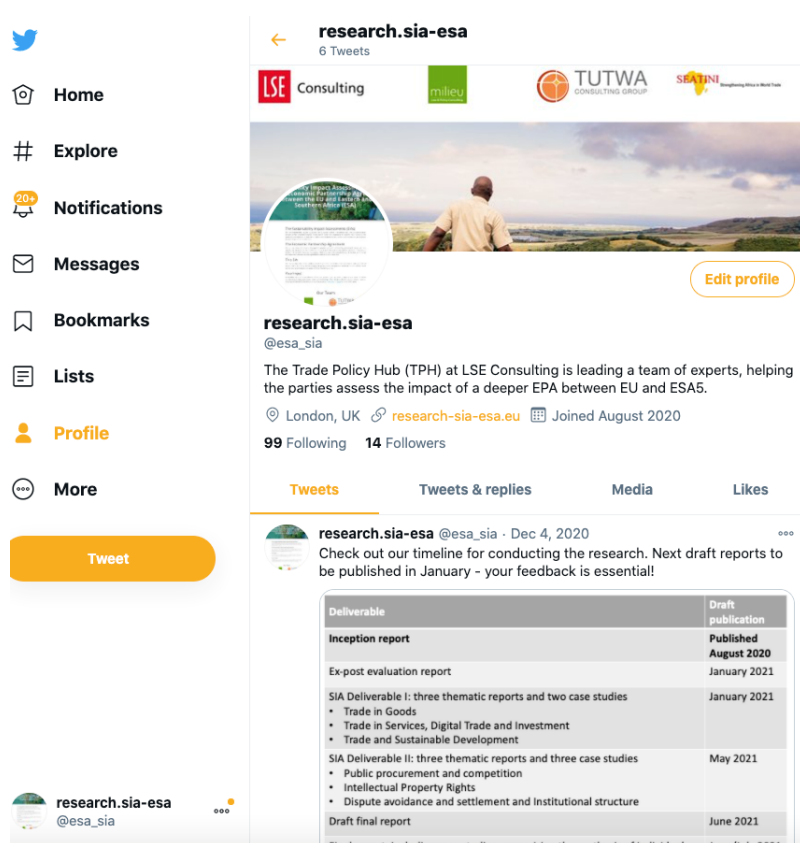 research.sia-esa
6 Tweets
LSE Consulting
milieu
TUTWA
CONSULTING GROUP
SEATINI
Strengthening Africa in World Trade
Home
Explore
20+
Notifications
Messages
Bookmarks
Lists
Profile
More
Tweet
research.sia-esa
@esa_sia
Edit profile
research.sia-esa
@esa_sia
The Trade Policy Hub (TPH) at LSE Consulting is leading a team of experts, helping
the parties assess the impact of a deeper EPA between EU and ESA5.
London, UK research-sia-esa.eu Joined August 2020
99 Following 14 Followers
Tweets Tweets & replies Media Likes
research.sia-esa @esa_sia · Dec 4, 2020
Check out our timeline for conducting the research. Next draft reports to
be published in January - your feedback is essential!
Deliverable Draft
publication
Inception report Published
August 2020
Ex-post evaluation report January 2021
SIA Deliverable I: three thematic reports and two case studies January 2021
• Trade in Goods
• Trade in Services, Digital Trade and Investment
• Trade and Sustainable Development
SIA Deliverable II: three thematic reports and three case studies May 2021
• Public procurement and competition
• Intellectual Property Rights
• Dispute avoidance and settlement and Institutional structure
Draft final report June 2021